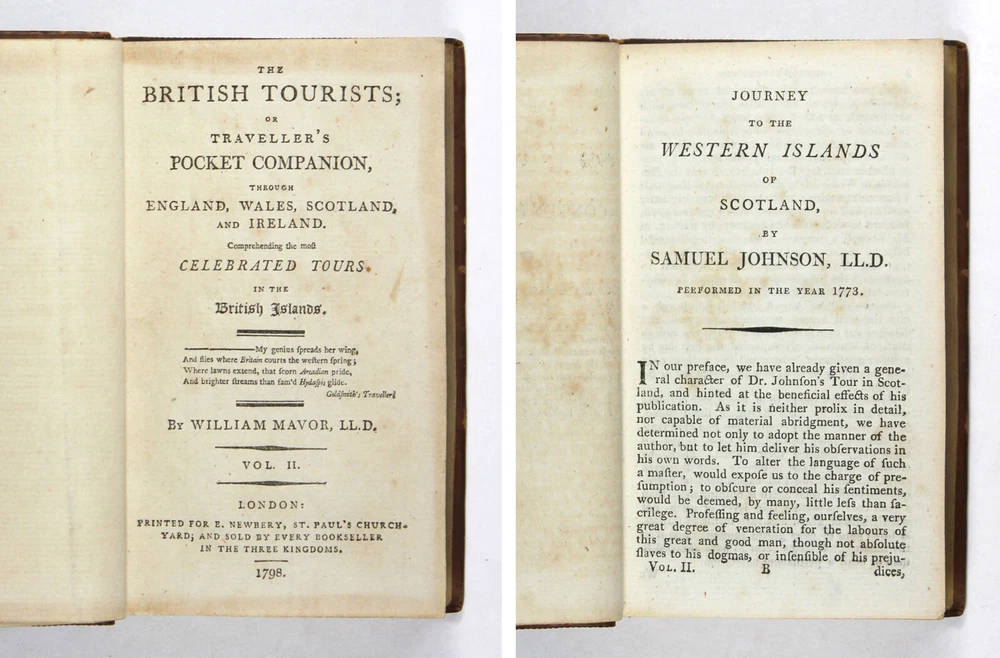 THE
BRITISH TOURISTS;
OR
TRAVELLER'S
POCKET COMPANION,
THROUGH
ENGLAND, WALES, SCOTLAND,
AND IRELAND.
Comprehending the moſt
CELEBRATED TOURS
IN THE
British Islands.
My genius ſpreads her wing,
And flies where Britain courts the weſtern ſpring;
Where lawns extend, that ſcorn Arcadian pride,
And brighter ſtreams than fam'd Hydaſpis glide.
Goldſmith's Traveller
BY WILLIAM MAVOR, LL.D.
VOL. II.
LONDON:
PRINTED FOR E. NEWBERY, ST. PAUL'S CHURCH-
YARD; AND SOLD BY EVERY BOOKSELLER
IN THE THREE KINGDOMS.
1798.
JOURNEY
TO THE
WESTERN ISLANDS
OF
SCOTLAND,
BY
SAMUEL JOHNSON, LL.D.
PERFORMED IN THE YEAR 1773.
IN our preface, we have already given a gene-
ral character of Dr. Johnſon's Tour in Scot-
land, and hinted at the beneficial effects of his
publication. As it is neither prolix in detail,
nor capable of material abridgment, we have
determined not only to adopt the manner of the
author, but to let him deliver his obſervations in
his own words. To alter the language of ſuch
a maſter, would expoſe us to the charge of pre-
ſumption; to obſcure or conceal his ſentiments,
would be deemed, by many, little leſs than ſa-
crilege. Profeſſing and feeling, ourſelves, a very
great degree of veneration for the labours of
this great and good man, though not abſolute
ſlaves to his dogmas, or inſenſible of his preju-
VOL. II. B dices,